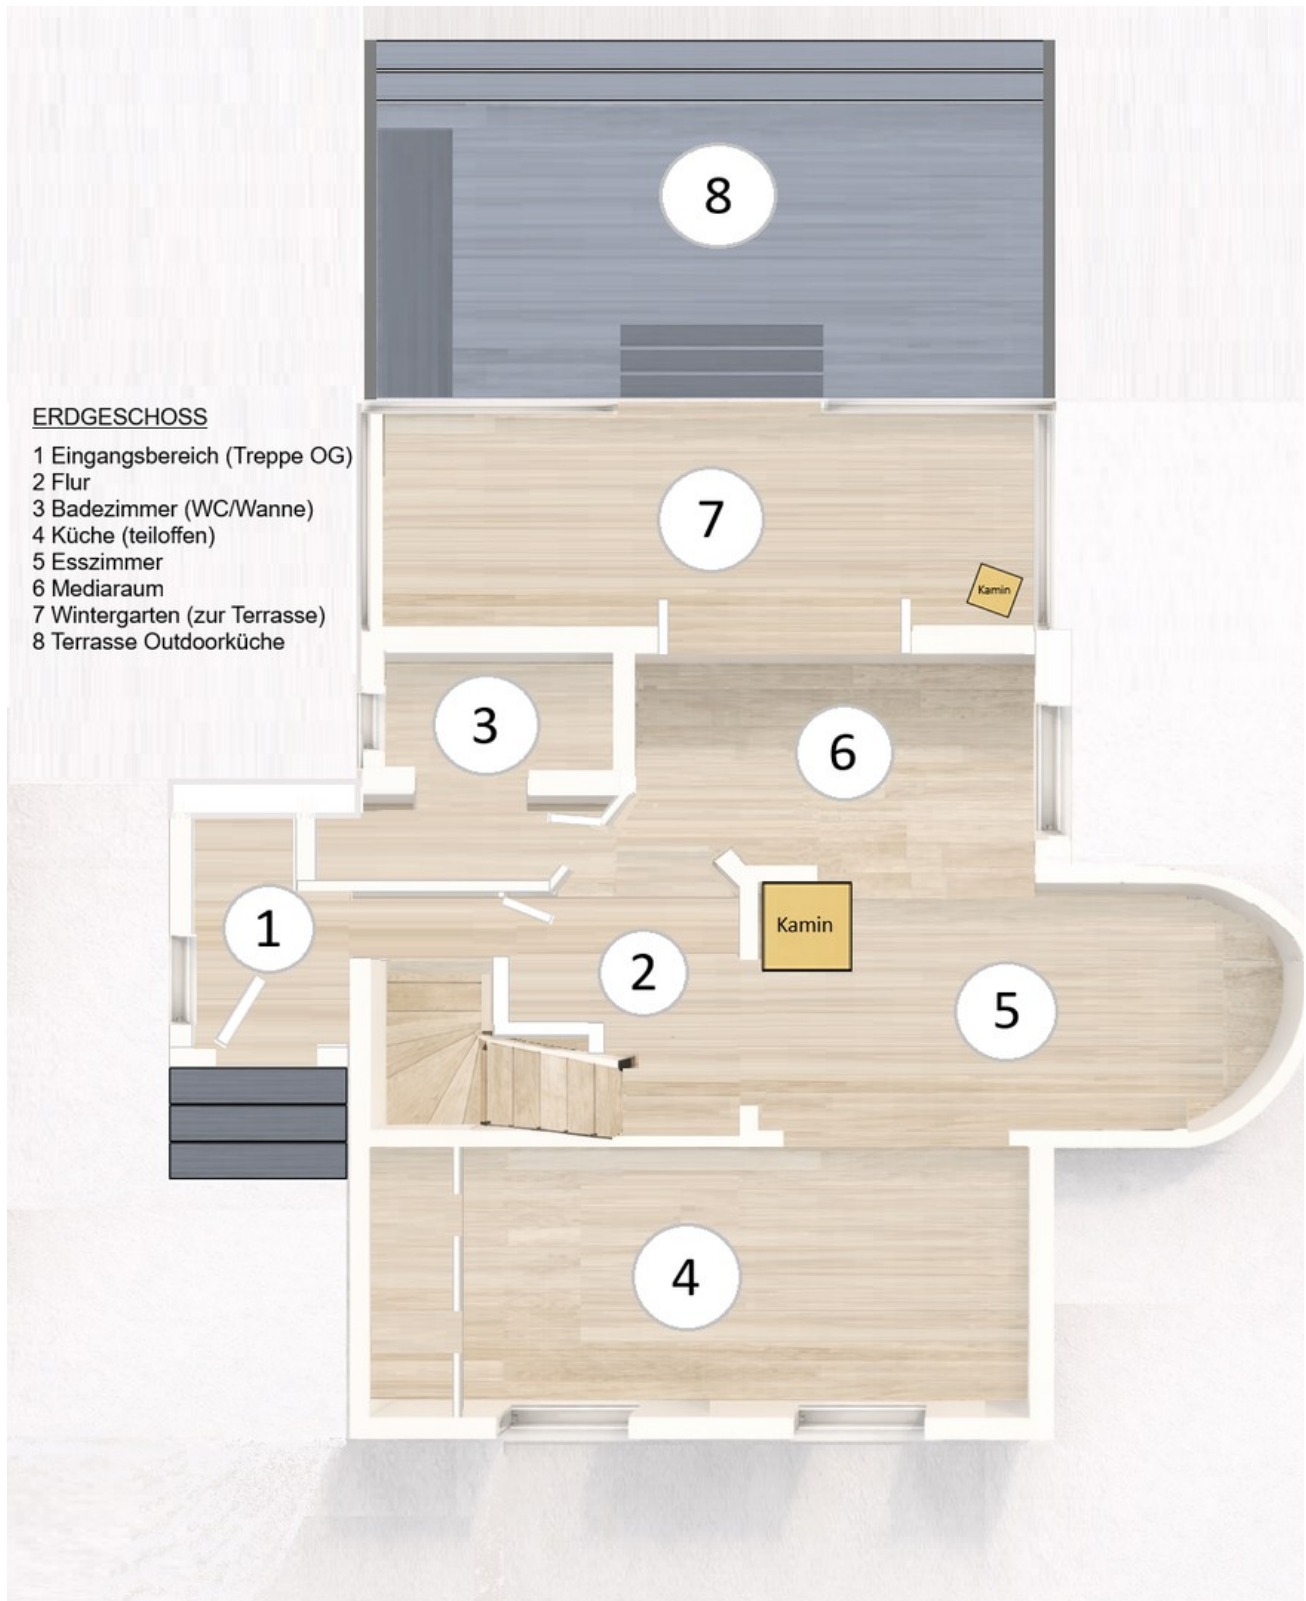 8
ERDGESCHOSS
1 Eingangsbereich (Treppe OG)
2 Flur
3 Badezimmer (WC/Wanne)
4 Küche (teiloffen)
5 Esszimmer
6 Mediaraum
7 Wintergarten (zur Terrasse)
8 Terrasse Outdoorküche
7
Kamin
3
6
1
Kamin
2
5
4